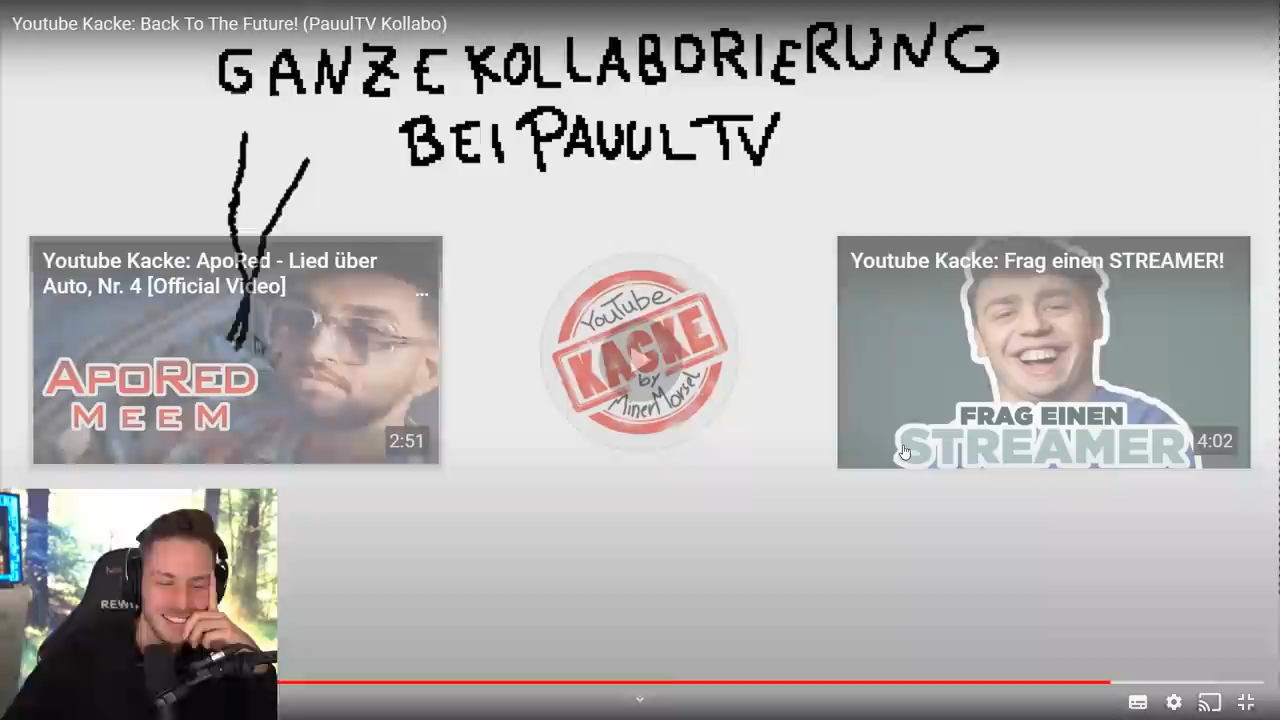 Youtube Kacke: Back To The Future! (PauulTV Kollabo)
GANZE KOLLABORIERUNG
BEI PAUULTV
Youtube Kacke: ApoRed - Lied über
Auto, Nr. 4 [Official Video]
...
APORED
MEEM
2:51
YouTube
KACKE
by
MinerMorsel
Youtube Kacke: Frag einen STREAMER!
FRAG EINEN
STREAMER
4:02